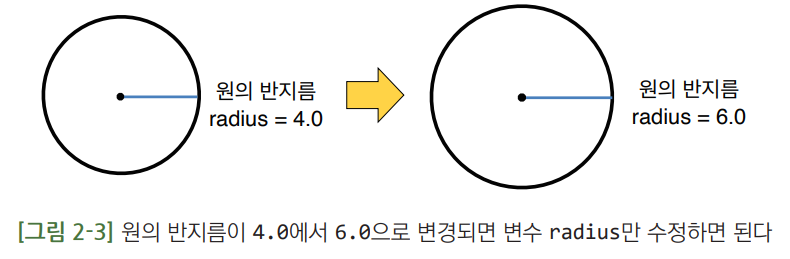 원의 반지름
radius = 4.0
원의 반지름
radius = 6.0
[그림 2-3] 원의 반지름이 4.0에서 6.0으로 변경되면 변수 radius만 수정하면 된다